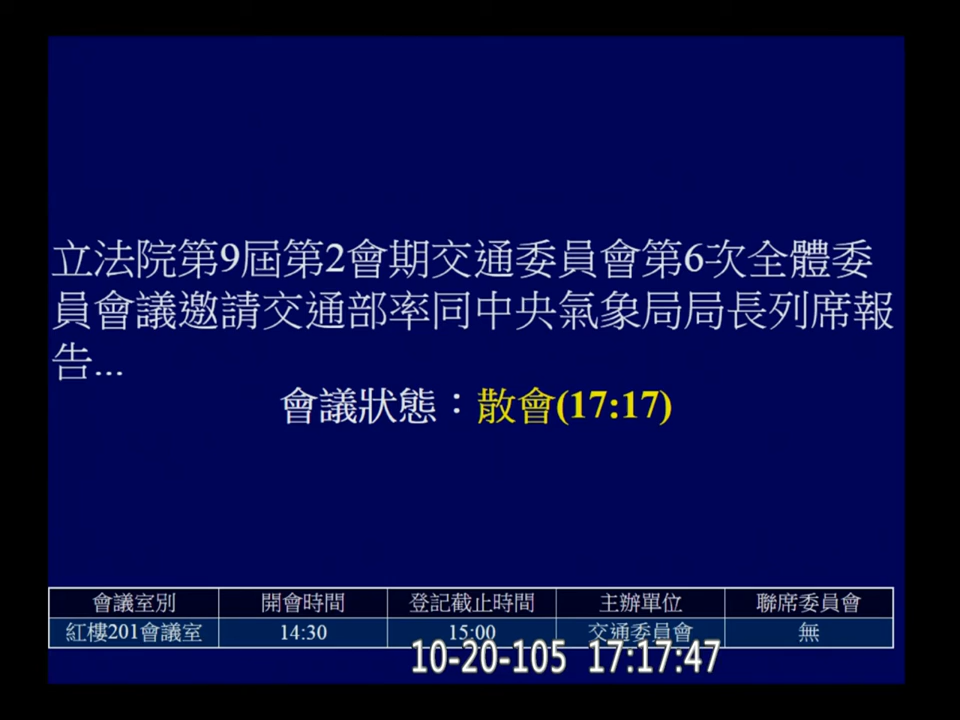 立法院第9屆第2會期交通委員會第6次全體委
員會議邀請交通部率同中央氣象局局長列席報
告...
會議狀態：散會(17:17)
會議室別 開會時間 登記截止時間 主辦單位 聯席委員會
紅樓201會議室 14:30 15:00 交通委員會 無
10-20-105 17:17:47